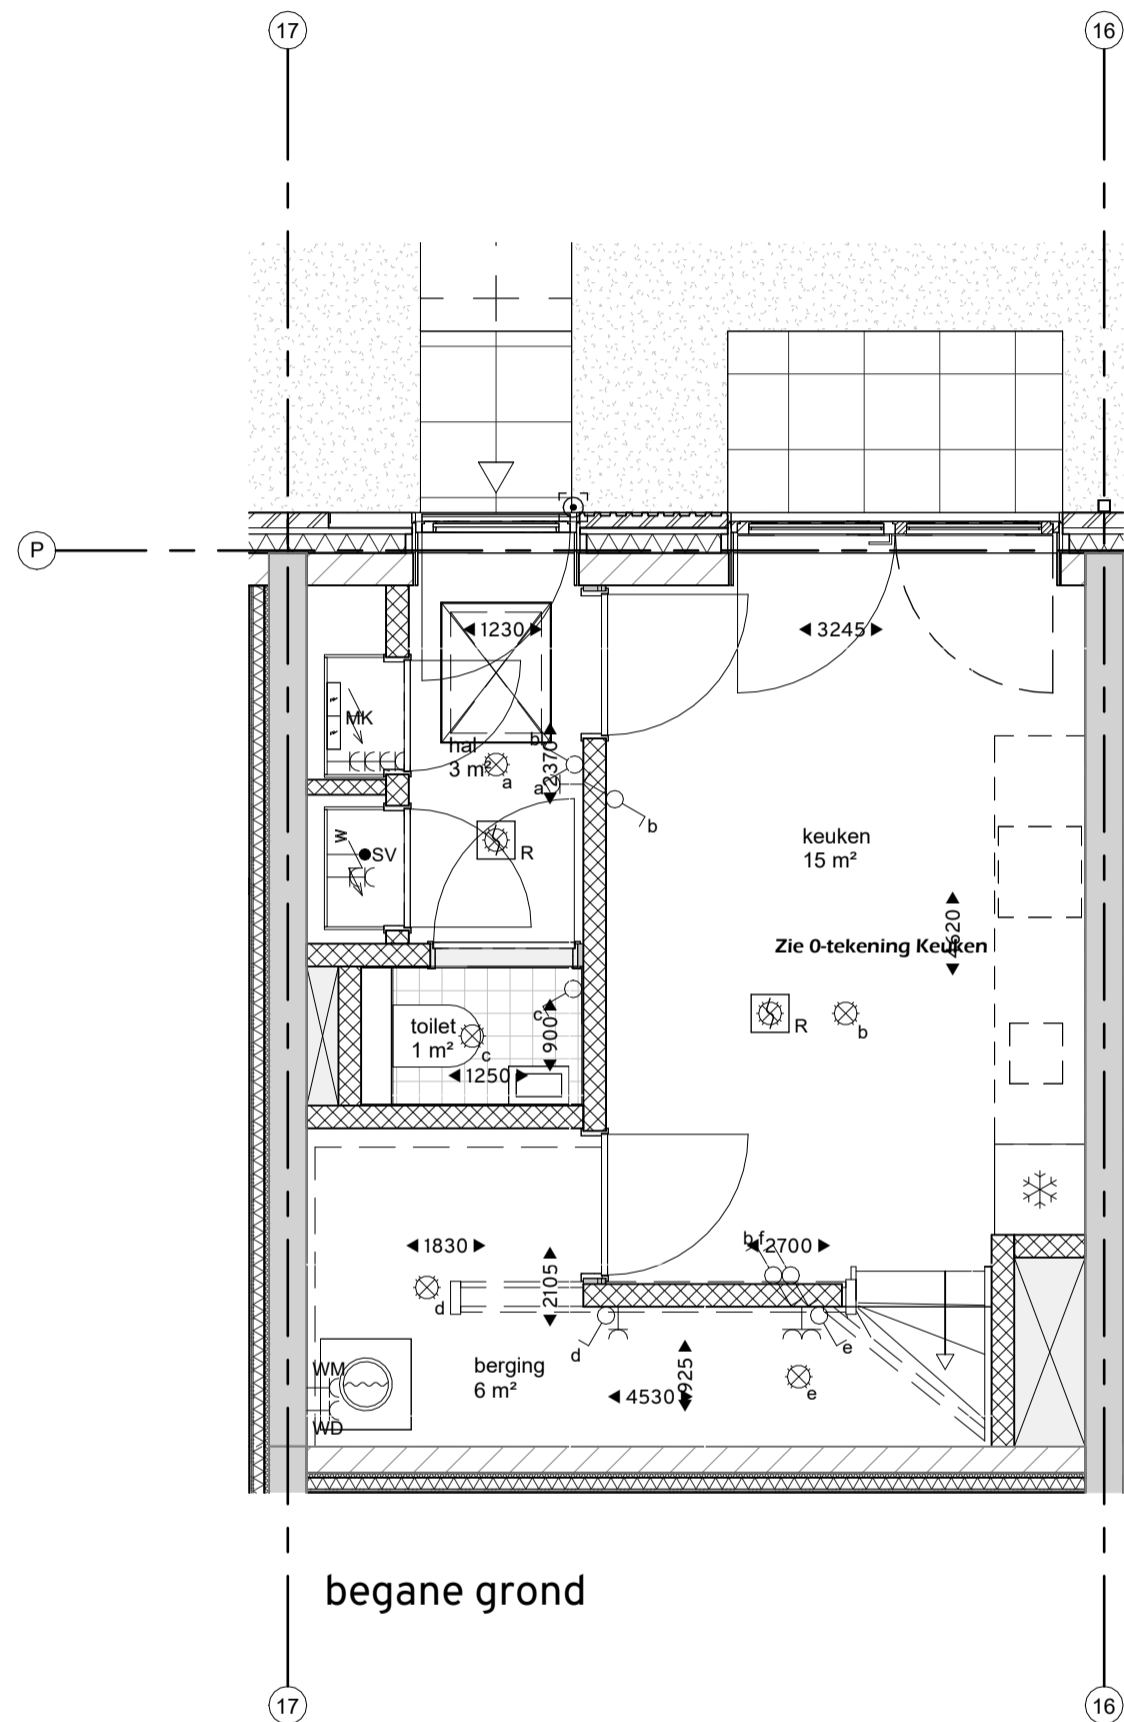 17
16
P
1230
3245
MK
hal
3 m²
b
a
2370
a
b
w
SV
R
keuken
15 m²
4620
Zie 0-tekening Keuken
R
b
c
toilet
1 m²
c
900
1250
1830
2105
d
b,f
2700
d
e
WM
WD
berging
6 m²
925
4530
e
begane grond
17
16